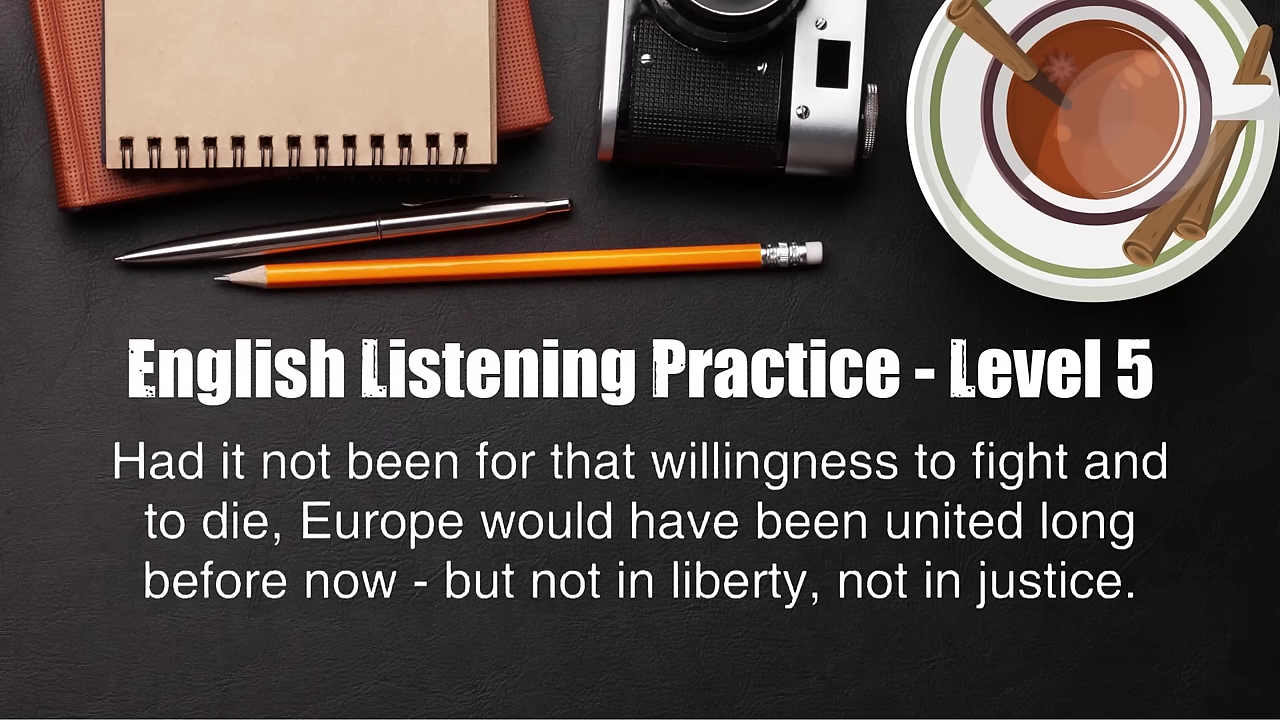 English Listening Practice - Level 5
Had it not been for that willingness to fight and
to die, Europe would have been united long
before now - but not in liberty, not in justice.